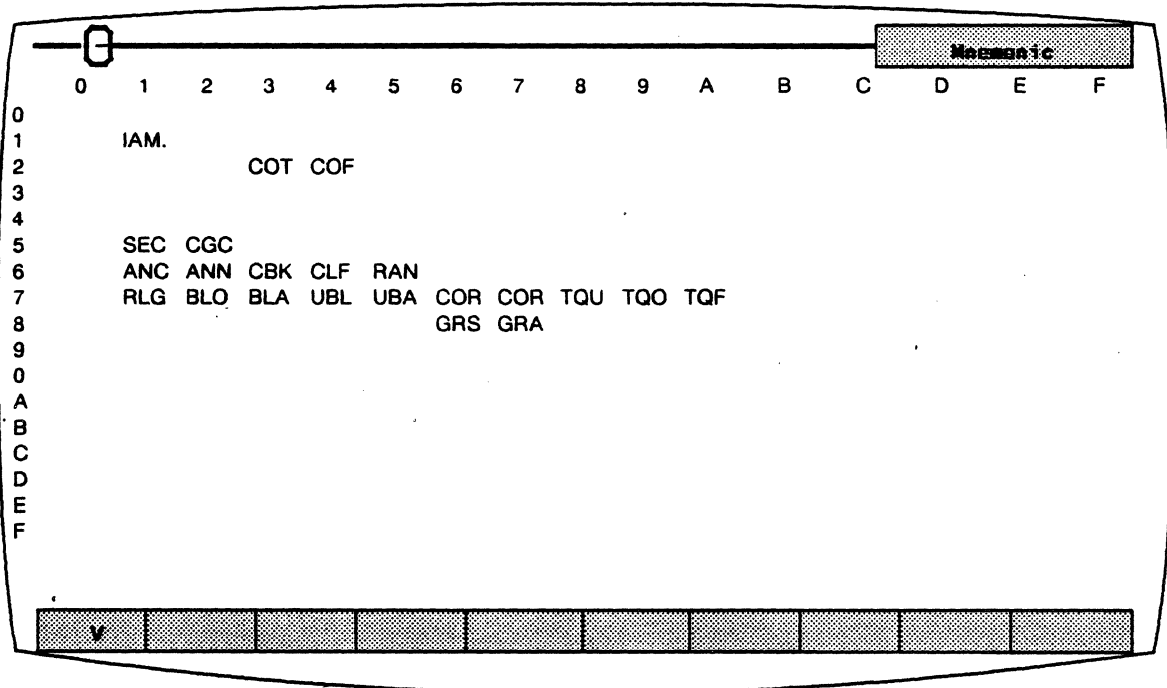 Mnemonic
0 1 2 3 4 5 6 7 8 9 A B C D E F
0
1 IAM.
2 COT COF
3
4
5 SEC CGC
6 ANC ANN CBK CLF RAN
7 RLG BLO BLA UBL UBA COR COR TQU TQO TQF
8 GRS GRA
9
0
A
B
C
D
E
F
V